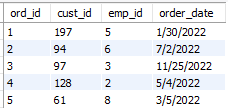 ord_id cust_id emp_id order_date
1 197 5 1/30/2022
2 94 6 7/2/2022
3 97 3 11/25/2022
4 128 2 5/4/2022
5 61 8 3/5/2022